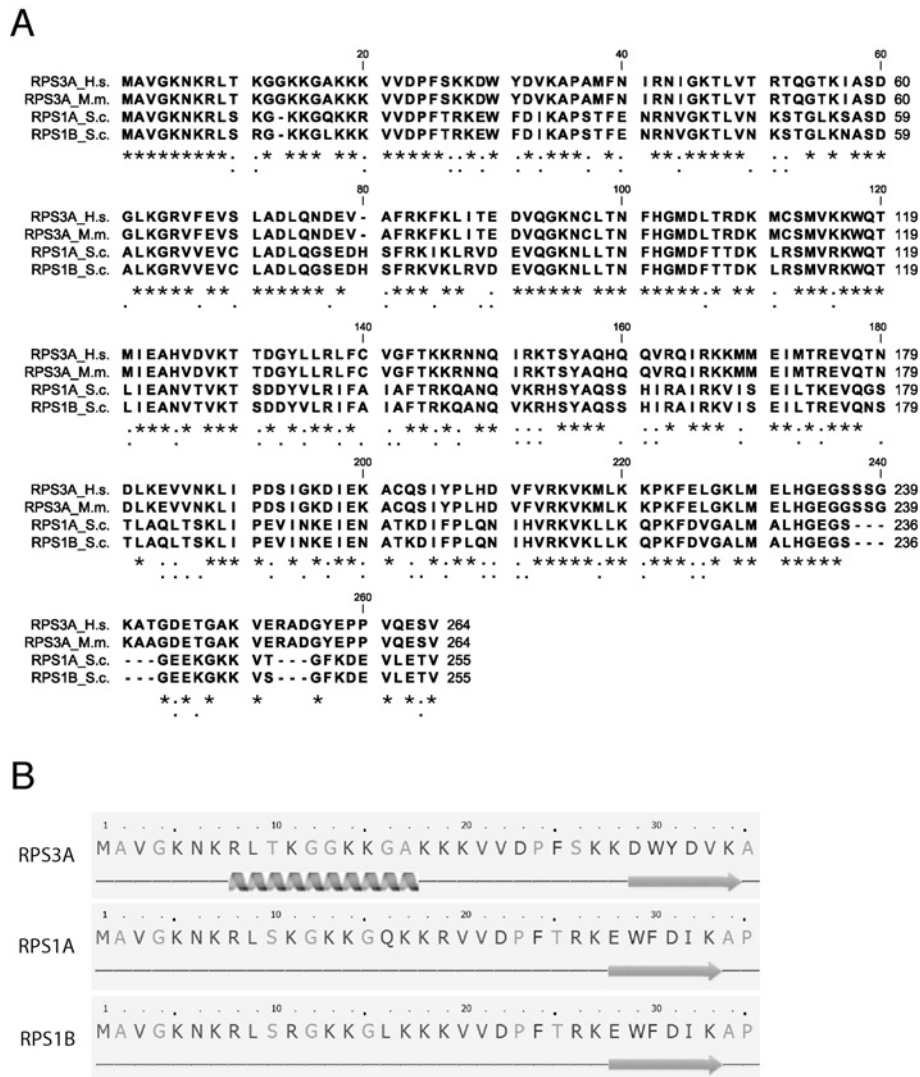 A
20 40 60
RPS3A_H.s. MAVGKNKRLT KGGKKGAKKK VVDPFSKKDW YDVKAPAMFN IRNIGKTLVT RTQGTKIASD 60
RPS3A_M.m. MAVGKNKRLT KGGKKGAKKK VVDPFSKKDW YDVKAPAMFN IRNIGKTLVT RTQGTKIASD 60
RPS1A_S.c. MAVGKNKRLS KG-KKGQKKR VVDPFTRKEW FDIKAPSTFE NRNVGKTLVN KSTGLKSASD 59
RPS1B_S.c. MAVGKNKRLS RG-KKGLKKK VVDPFTRKEW FDIKAPSTFE NRNVGKTLVN KSTGLKNASD 59
80 100 120
RPS3A_H.s. GLKGRVFEVS LADLQNDEV- AFRKFKLITE DVQGKNCLTN FHGMDLTRDK MCSMVKKWQT 119
RPS3A_M.m. GLKGRVFEVS LADLQNDEV- AFRKFKLITE DVQGKNCLTN FHGMDLTRDK MCSMVKKWQT 119
RPS1A_S.c. ALKGRVVEVC LADLQGSEDH SFRKIKLRVD EVQGKNLLTN FHGMDFTTDK LRSMVRKWQT 119
RPS1B_S.c. ALKGRVVEVC LADLQGSEDH SFRKVKLRVD EVQGKNLLTN FHGMDFTTDK LRSMVRKWQT 119
140 160 180
RPS3A_H.s. MIEAHVDVKT TDGYLLRLFC VGFTKKRNNQ IRKTSYAQHQ QVRQIRKKMM EIMTREVQTN 179
RPS3A_M.m. MIEAHVDVKT TDGYLLRLFC VGFTKKRNNQ IRKTSYAQHQ QVRQIRKKMM EIMTREVQTN 179
RPS1A_S.c. LIEANVTVKT SDDYVLRIFA IAFTRKQANQ VKRHSYAQSS HIRAIRKVIS EILTKEVQGS 179
RPS1B_S.c. LIEANVTVKT SDDYVLRIFA IAFTRKQANQ VKRHSYAQSS HIRAIRKVIS EILTREVQNS 179
200 220 240
RPS3A_H.s. DLKEVVNKLI PDSIGKDIEK ACQSIYPLHD VFVRKVKMLK KPKFELGKLM ELHGEGSSSG 239
RPS3A_M.m. DLKEVVNKLI PDSIGKDIEK ACQSIYPLHD VFVRKVKMLK KPKFELGKLM ELHGEGGSSG 239
RPS1A_S.c. TLAQLTSKLI PEVINKEIEN ATKDIFPLQN IHVRKVKLLK QPKFDVGALM ALHGEGS--- 236
RPS1B_S.c. TLAQLTSKLI PEVINKEIEN ATKDIFPLQN IHVRKVKLLK QPKFDVGALM ALHGEGS--- 236
260
RPS3A_H.s. KATGDETGAK VERADGYEPP VQESV 264
RPS3A_M.m. KAAGDETGAK VERADGYEPP VQESV 264
RPS1A_S.c. ---GEEKGKK VT---GFKDE VLETV 255
RPS1B_S.c. ---GEEKGKK VS---GFKDE VLETV 255
B
1 10 20 30
RPS3A MAVGKNKRLTKGGKKGAKKKVVDPFSKKDWYDVKA
1 10 20 30
RPS1A MAVGKNKRLSKGKKGQKKRVVDPFTRKEWFDIKAP
1 10 20 30
RPS1B MAVGKNKRLSRGKKGLKKKVVDPFTRKEWFDIKAP